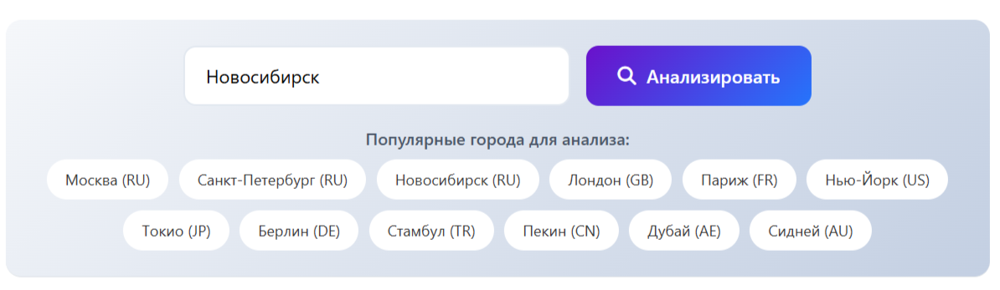 Новосибирск
Анализировать
Популярные города для анализа:
Москва (RU) Санкт-Петербург (RU) Новосибирск (RU) Лондон (GB) Париж (FR) Нью-Йорк (US)
Токио (JP) Берлин (DE) Стамбул (TR) Пекин (CN) Дубай (AE) Сидней (AU)